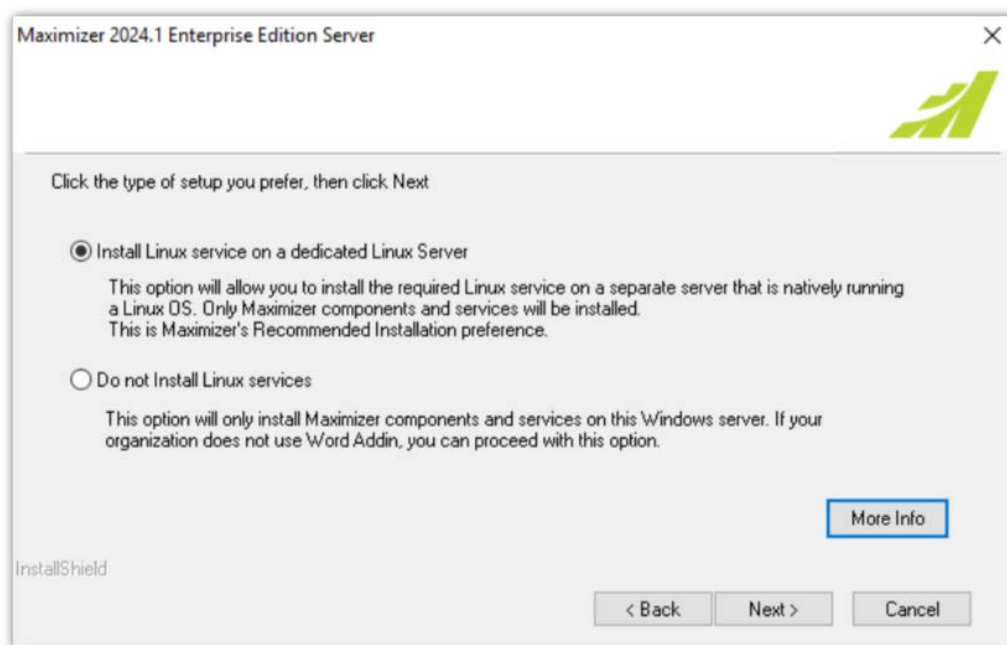 Maximizer 2024.1 Enterprise Edition Server
Click the type of setup you prefer, then click Next
Install Linux service on a dedicated Linux Server
This option will allow you to install the required Linux service on a separate server that is natively running
a Linux OS. Only Maximizer components and services will be installed.
This is Maximizer's Recommended Installation preference.
Do not Install Linux services
This option will only install Maximizer components and services on this Windows server. If your
organization does not use Word Addin, you can proceed with this option.
More Info
InstallShield
< Back Next > Cancel